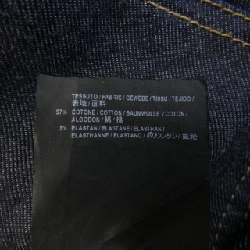 TESSUTO / FABRIC / GEWEBE / TISSU / TEJIDO /
表地 / 面料
97% COTONE / COTTON / BAUMWOLLE / COTON /
ALGODON / 綿 / 棉
3% ELASTAN / ELASTANE / ELASTHAN /
ELASTHANNE / ELASTANO /